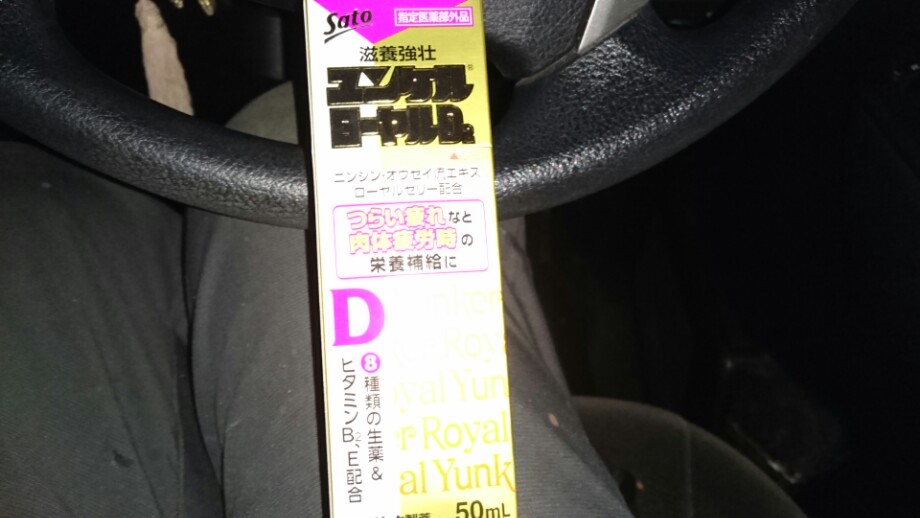 Sato
指定医薬部外品
滋養強壮
ユンケル®
ローヤルD2
ニンジン・オウセイ流エキス
ローヤルゼリー配合
つらい疲れなど
肉体疲労時の
栄養補給に
D
8種類の生薬&
ビタミンB2、E配合
Yunker
Royal Yun
er Royal
al Yunk
50mL